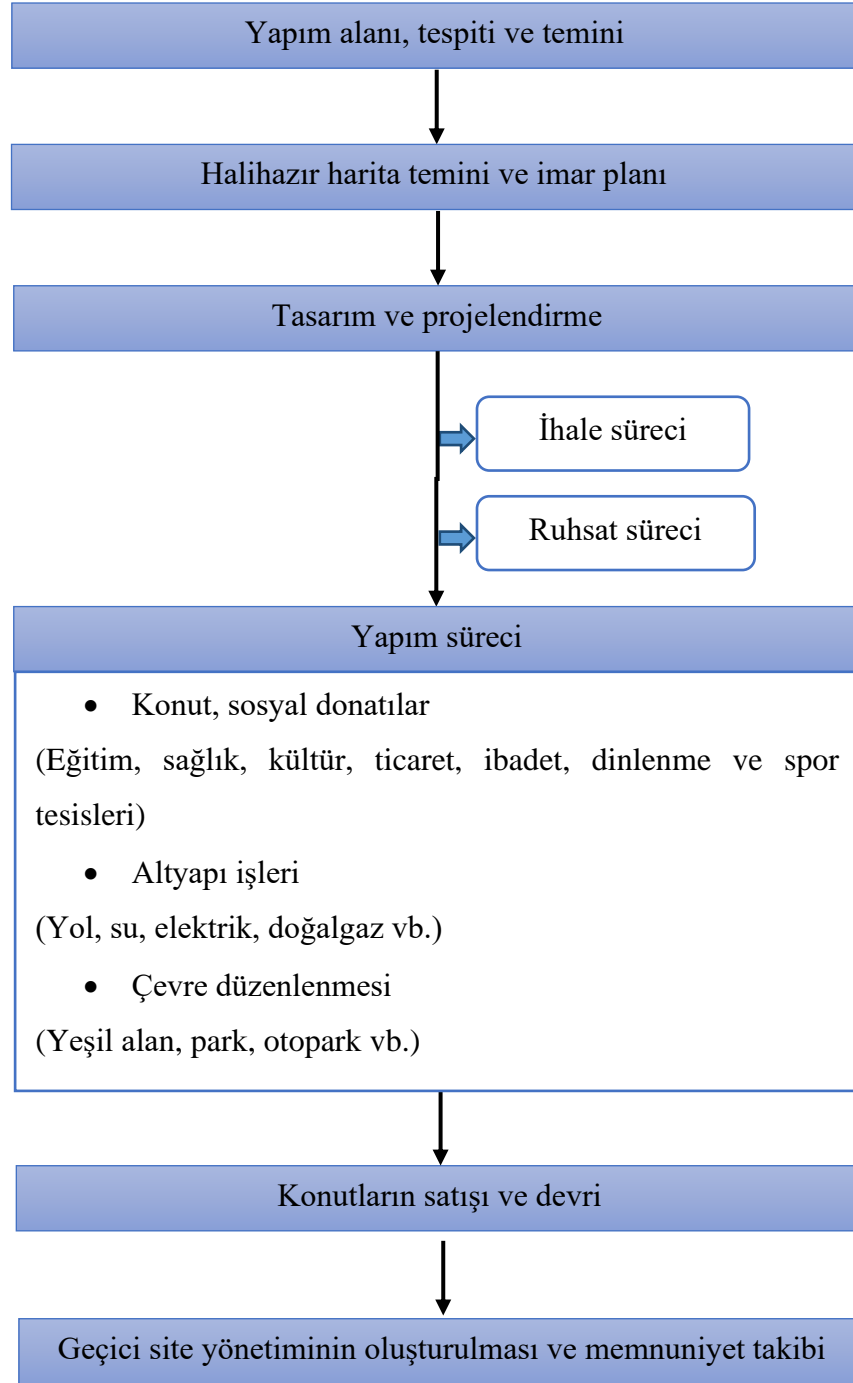 Yapım alanı, tespiti ve temini
Halihazır harita temini ve imar planı
Tasarım ve projelendirme
İhale süreci
Ruhsat süreci
Yapım süreci
• Konut, sosyal donatılar
(Eğitim, sağlık, kültür, ticaret, ibadet, dinlenme ve spor
tesisleri)
• Altyapı işleri
(Yol, su, elektrik, doğalgaz vb.)
• Çevre düzenlenmesi
(Yeşil alan, park, otopark vb.)
Konutların satışı ve devri
Geçici site yönetiminin oluşturulması ve memnuniyet takibi